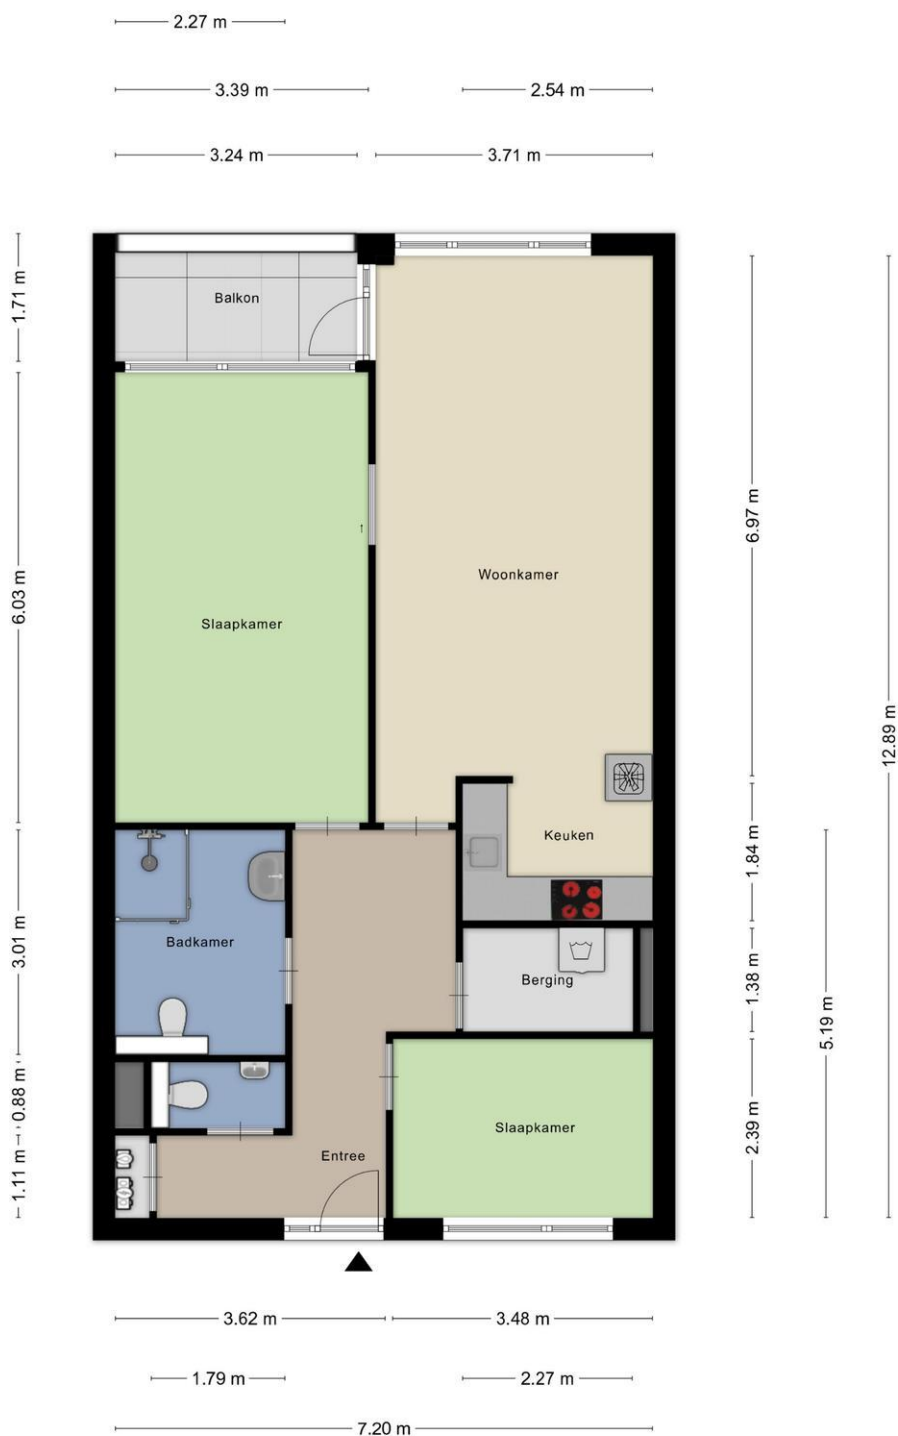 2.27 m
3.39 m
2.54 m
3.24 m
3.71 m
1.71 m
Balkon
6.97 m
Woonkamer
6.03 m
Slaapkamer
12.89 m
Keuken
1.84 m
3.01 m
Badkamer
Berging
1.38 m
5.19 m
0.88 m
Slaapkamer
2.39 m
Entree
1.11 m
3.62 m
3.48 m
1.79 m
2.27 m
7.20 m